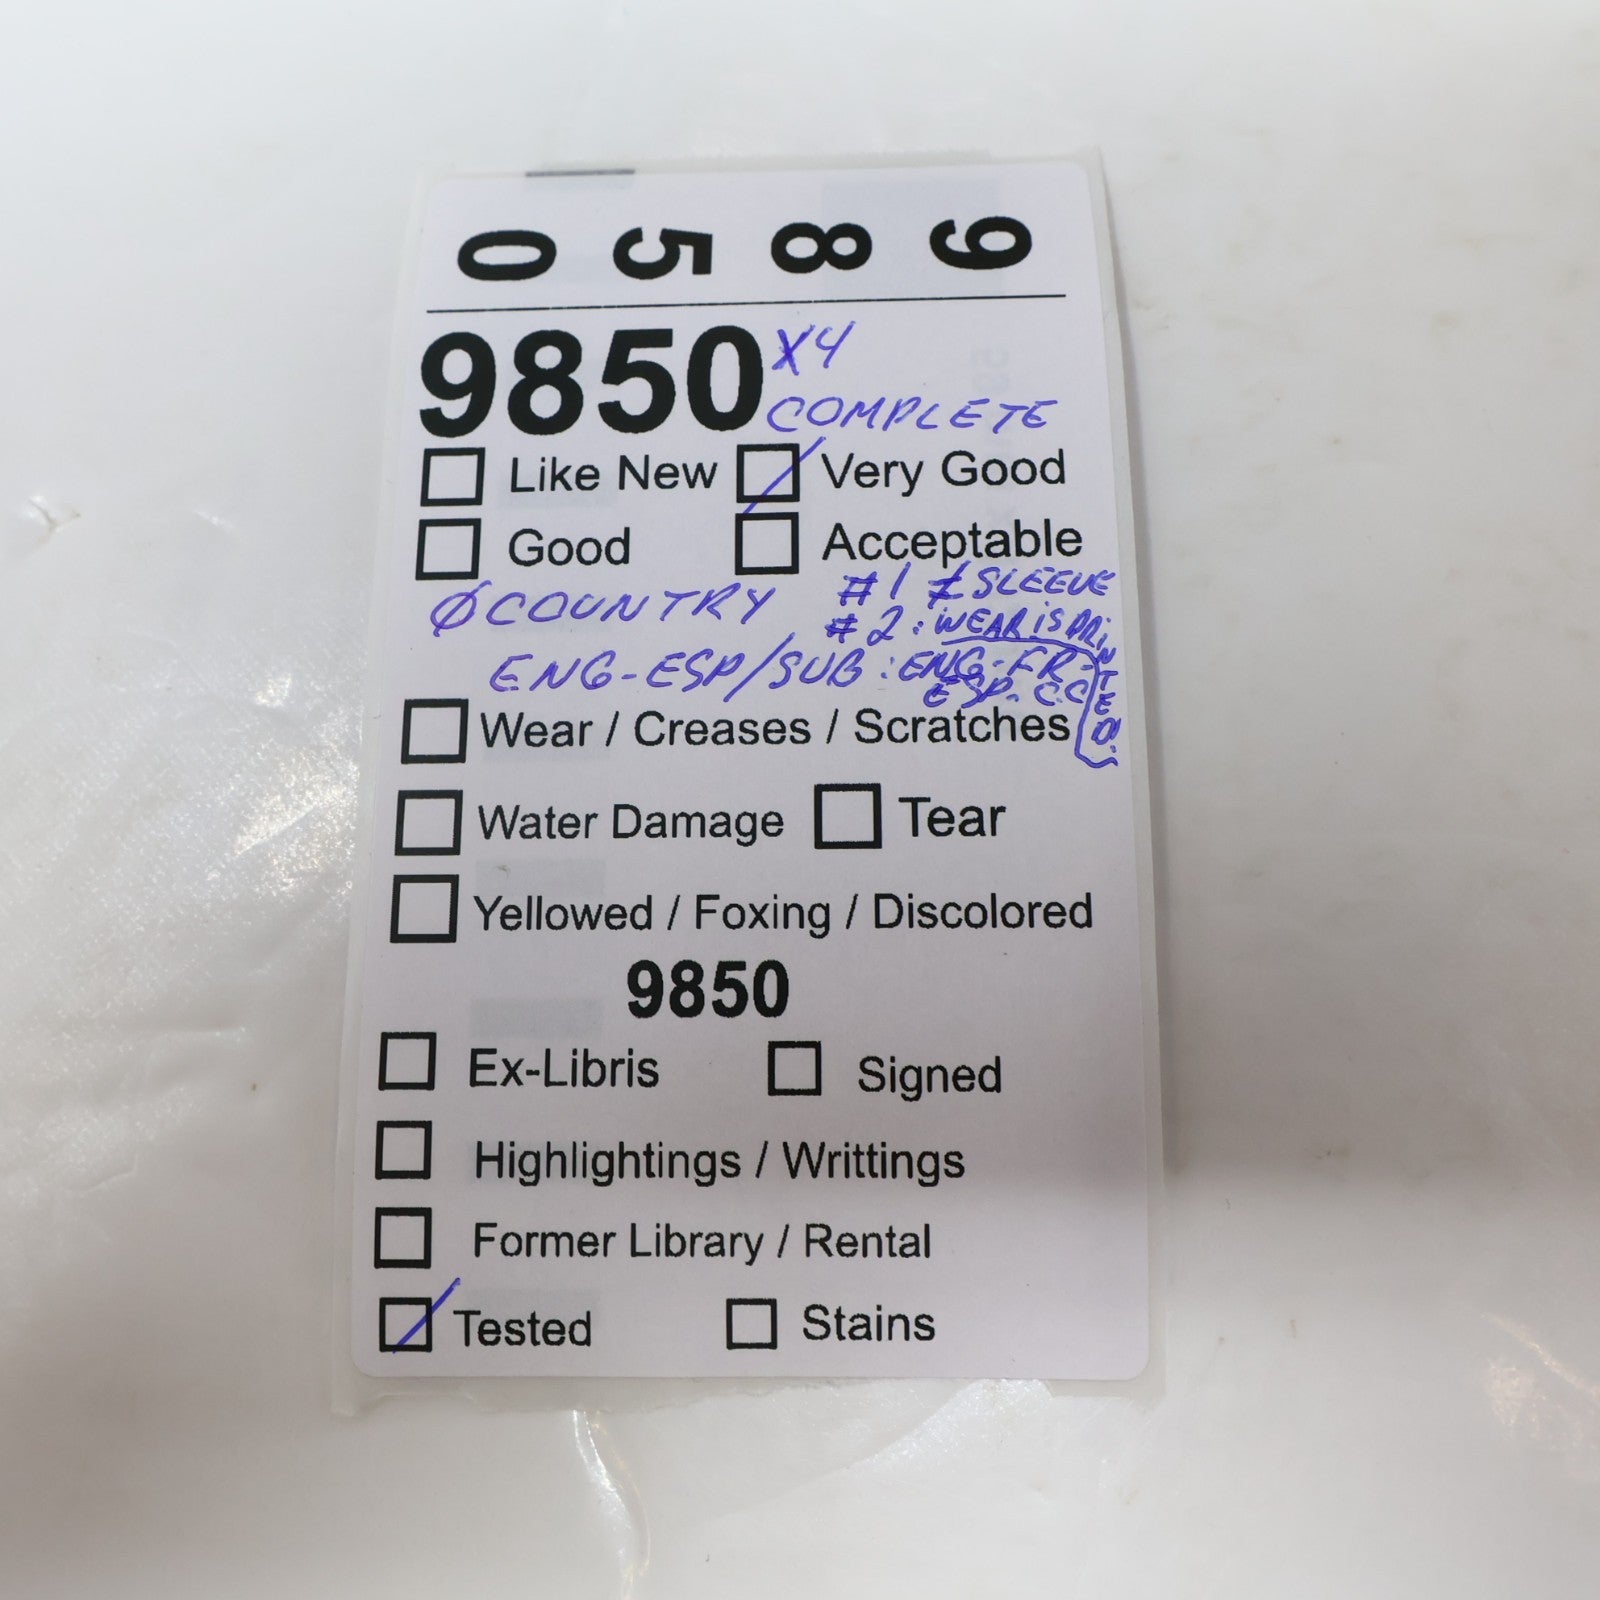 9850
9850 X4
COMPLETE
Like New Very Good
Good Acceptable
ØCOUNTRY #1 ≠ SLEEVE
#2: WEAR IS PRINTED.
ENG-ESP/SUB: ENG-FR-
ESP-CC
Wear / Creases / Scratches
Water Damage Tear
Yellowed / Foxing / Discolored
9850
Ex-Libris Signed
Highlightings / Writtings
Former Library / Rental
Tested Stains